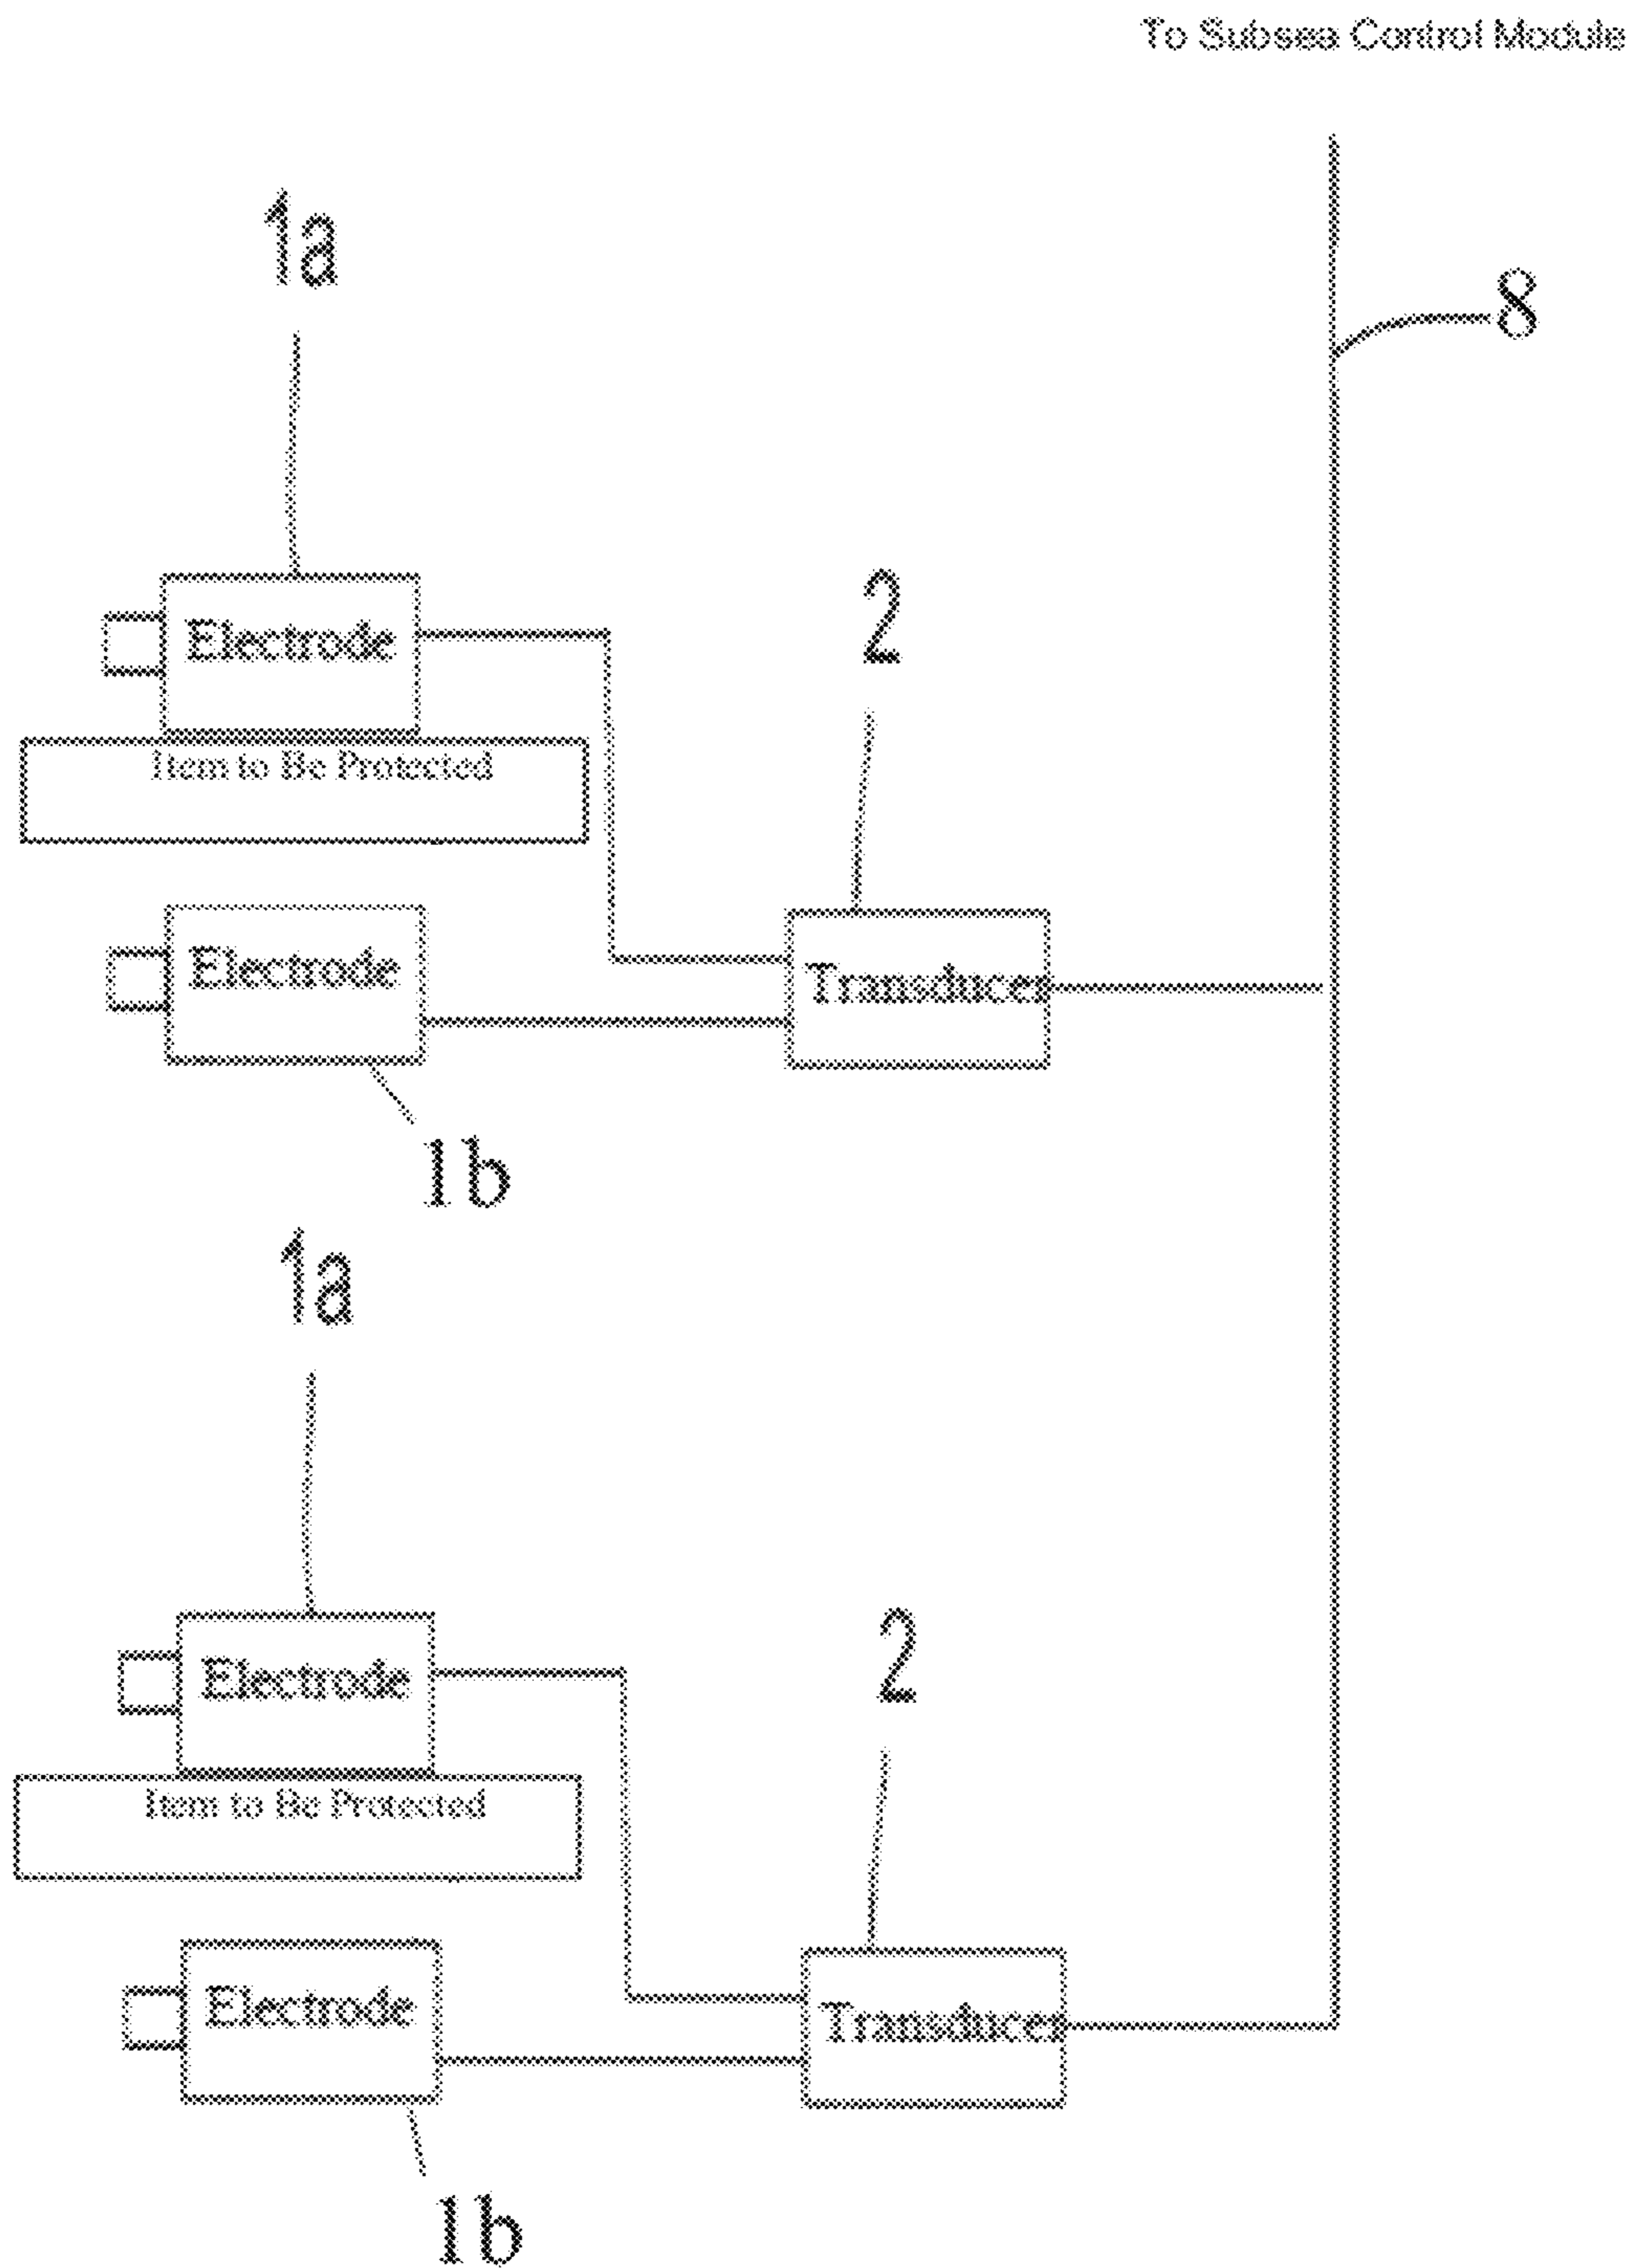 To Subsea Control Module
1a
8
2
Electrode
Item to Be Protected
Electrode
Transducer
1b
1a
2
Electrode
Item to Be Protected
Electrode
Transducer
1b